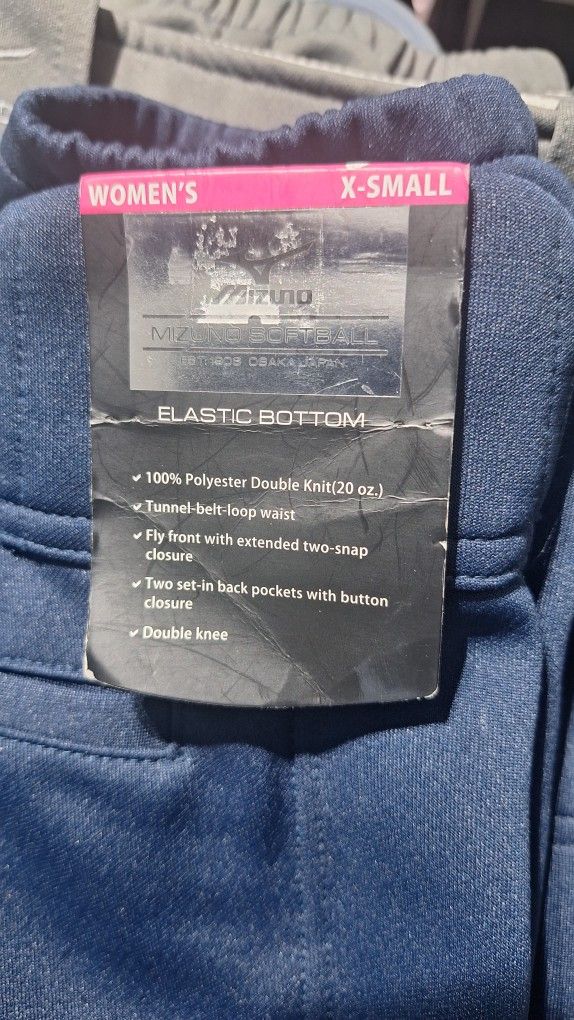 WOMEN'S X-SMALL
MIZUNO
MIZUNO SOFTBALL
EST. 1906 OSAKA, JAPAN
ELASTIC BOTTOM
✓ 100% Polyester Double Knit(20 oz.)
✓ Tunnel-belt-loop waist
✓ Fly front with extended two-snap
closure
✓ Two set-in back pockets with button
closure
✓ Double knee